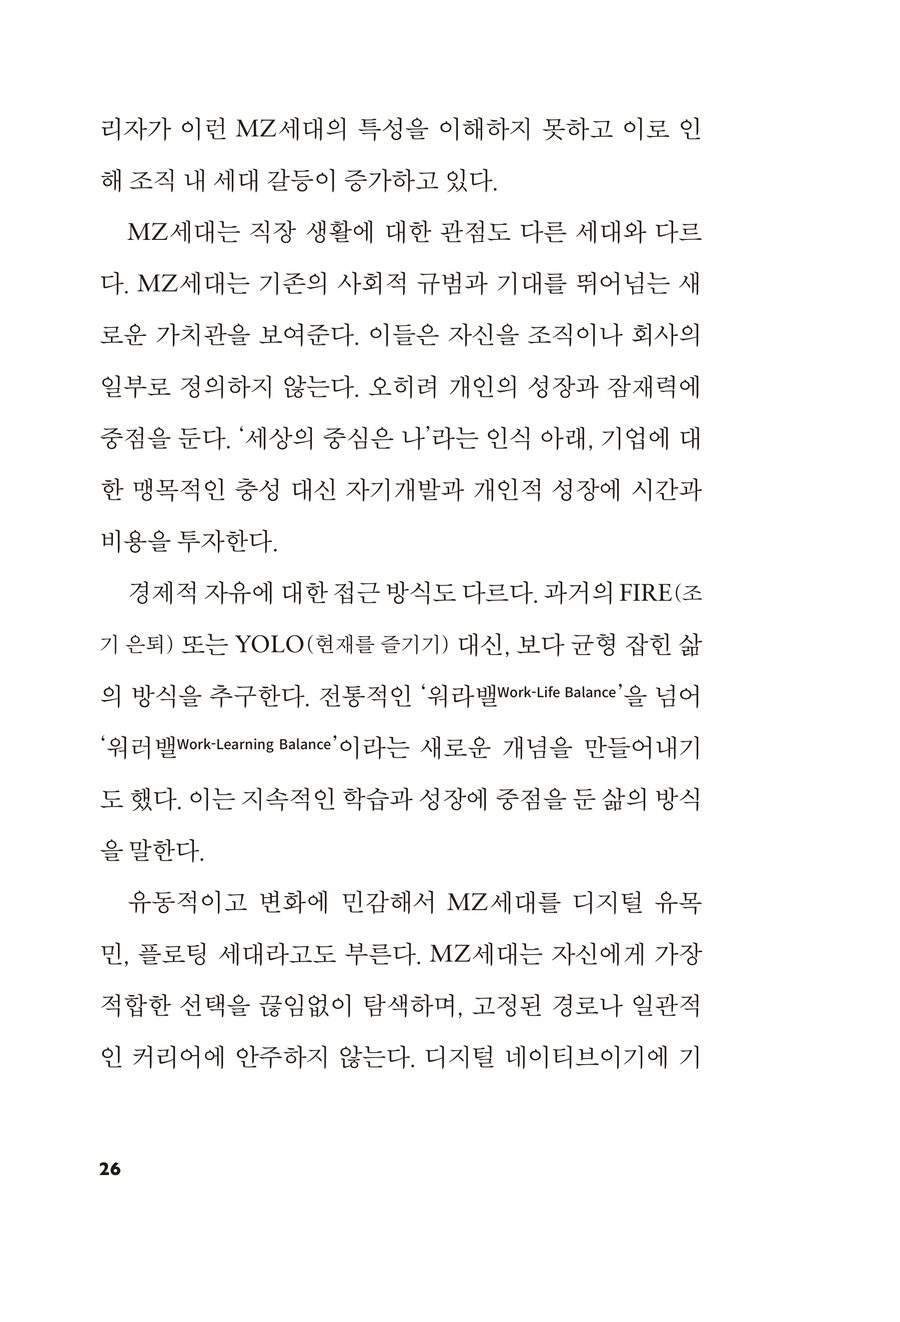 리자가 이런 MZ세대의 특성을 이해하지 못하고 이로 인
해 조직 내 세대 갈등이 증가하고 있다.
MZ세대는 직장 생활에 대한 관점도 다른 세대와 다르
다. MZ세대는 기존의 사회적 규범과 기대를 뛰어넘는 새
로운 가치관을 보여준다. 이들은 자신을 조직이나 회사의
일부로 정의하지 않는다. 오히려 개인의 성장과 잠재력에
중점을 둔다. ‘세상의 중심은 나’라는 인식 아래, 기업에 대
한 맹목적인 충성 대신 자기개발과 개인적 성장에 시간과
비용을 투자한다.
경제적 자유에 대한 접근 방식도 다르다. 과거의 FIRE(조
기 은퇴) 또는 YOLO(현재를 즐기기) 대신, 보다 균형 잡힌 삶
의 방식을 추구한다. 전통적인 ‘워라밸Work-Life Balance’을 넘어
‘워러밸Work-Learning Balance’이라는 새로운 개념을 만들어내기
도 했다. 이는 지속적인 학습과 성장에 중점을 둔 삶의 방식
을 말한다.
유동적이고 변화에 민감해서 MZ세대를 디지털 유목
민, 플로팅 세대라고도 부른다. MZ세대는 자신에게 가장
적합한 선택을 끊임없이 탐색하며, 고정된 경로나 일관적
인 커리어에 안주하지 않는다. 디지털 네이티브이기에 기
26